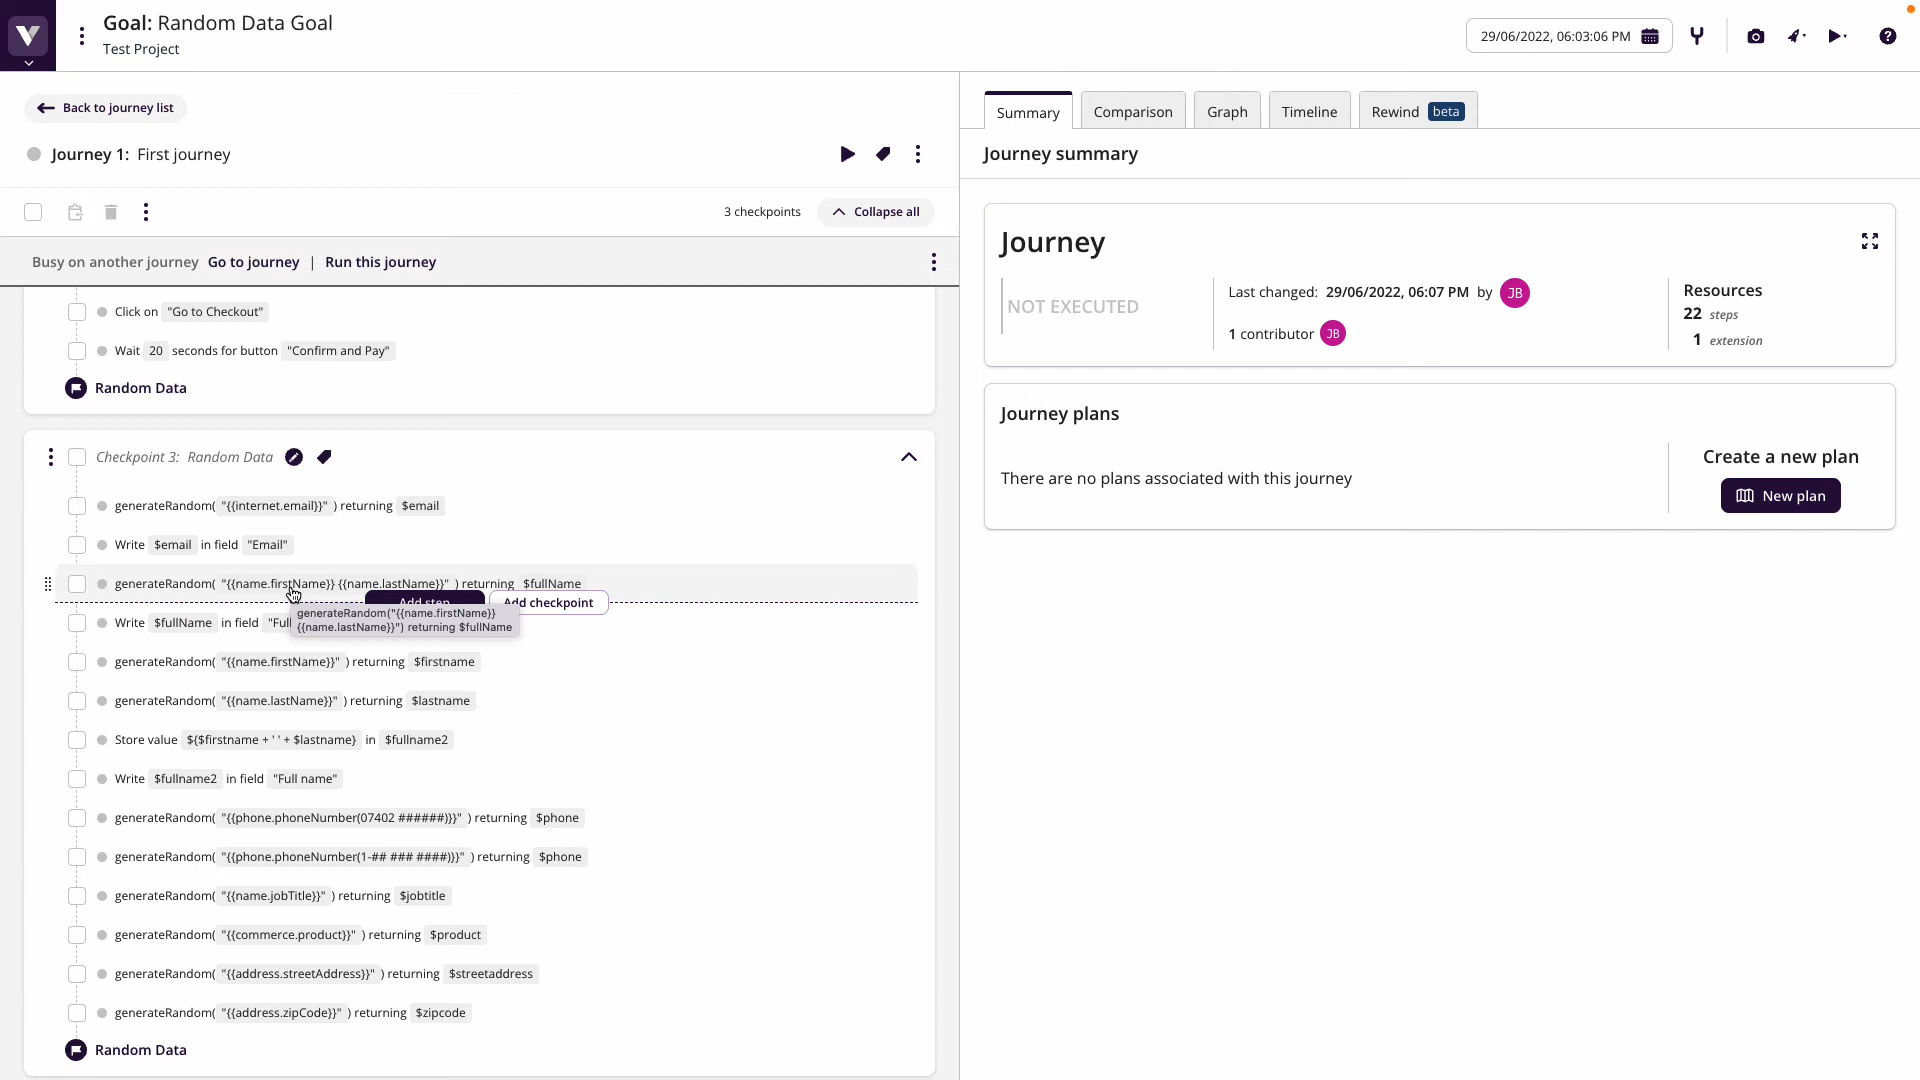 Goal: Random Data Goal
Test Project
29/06/2022, 06:03:06 PM
Back to journey list
Journey 1: First journey
3 checkpoints
Collapse all
Busy on another journey Go to journey | Run this journey
Click on "Go to Checkout"
Wait 20 seconds for button "Confirm and Pay"
Random Data
Checkpoint 3: Random Data
generateRandom( "{{internet.email}}" ) returning $email
Write $email in field "Email"
generateRandom( "{{name.firstName}} {{name.lastName}}" ) returning $fullName
Add step
Add checkpoint
generateRandom("{{name.firstName}}
{{name.lastName}}") returning $fullName
Write $fullName in field
generateRandom( "{{name.firstName}}" ) returning $firstname
generateRandom( "{{name.lastName}}" ) returning $lastname
Store value ${$firstname + ' ' + $lastname} in $fullname2
Write $fullname2 in field "Full name"
generateRandom( "{{phone.phoneNumber(07402 ######)}}" ) returning $phone
generateRandom( "{{phone.phoneNumber(1-## ### ####)}}" ) returning $phone
generateRandom( "{{name.jobTitle}}" ) returning $jobtitle
generateRandom( "{{commerce.product}}" ) returning $product
generateRandom( "{{address.streetAddress}}" ) returning $streetaddress
generateRandom( "{{address.zipCode}}" ) returning $zipcode
Random Data
Summary
Comparison
Graph
Timeline
Rewind beta
Journey summary
Journey
NOT EXECUTED
Last changed: 29/06/2022, 06:07 PM by JB
1 contributor JB
Resources
22 steps
1 extension
Journey plans
There are no plans associated with this journey
Create a new plan
New plan